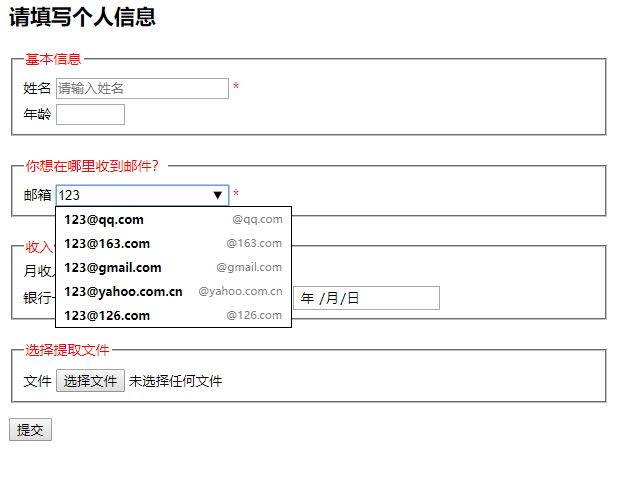 请填写个人信息
基本信息
姓名 请输入姓名 *
年龄
你想在哪里收到邮件?
邮箱 123 ▼ *
123@qq.com @qq.com
123@163.com @163.com
123@gmail.com @gmail.com
123@yahoo.com.cn @yahoo.com.cn
123@126.com @126.com
收入
月收
银行
年 /月/日
选择提取文件
文件 选择文件 未选择任何文件
提交